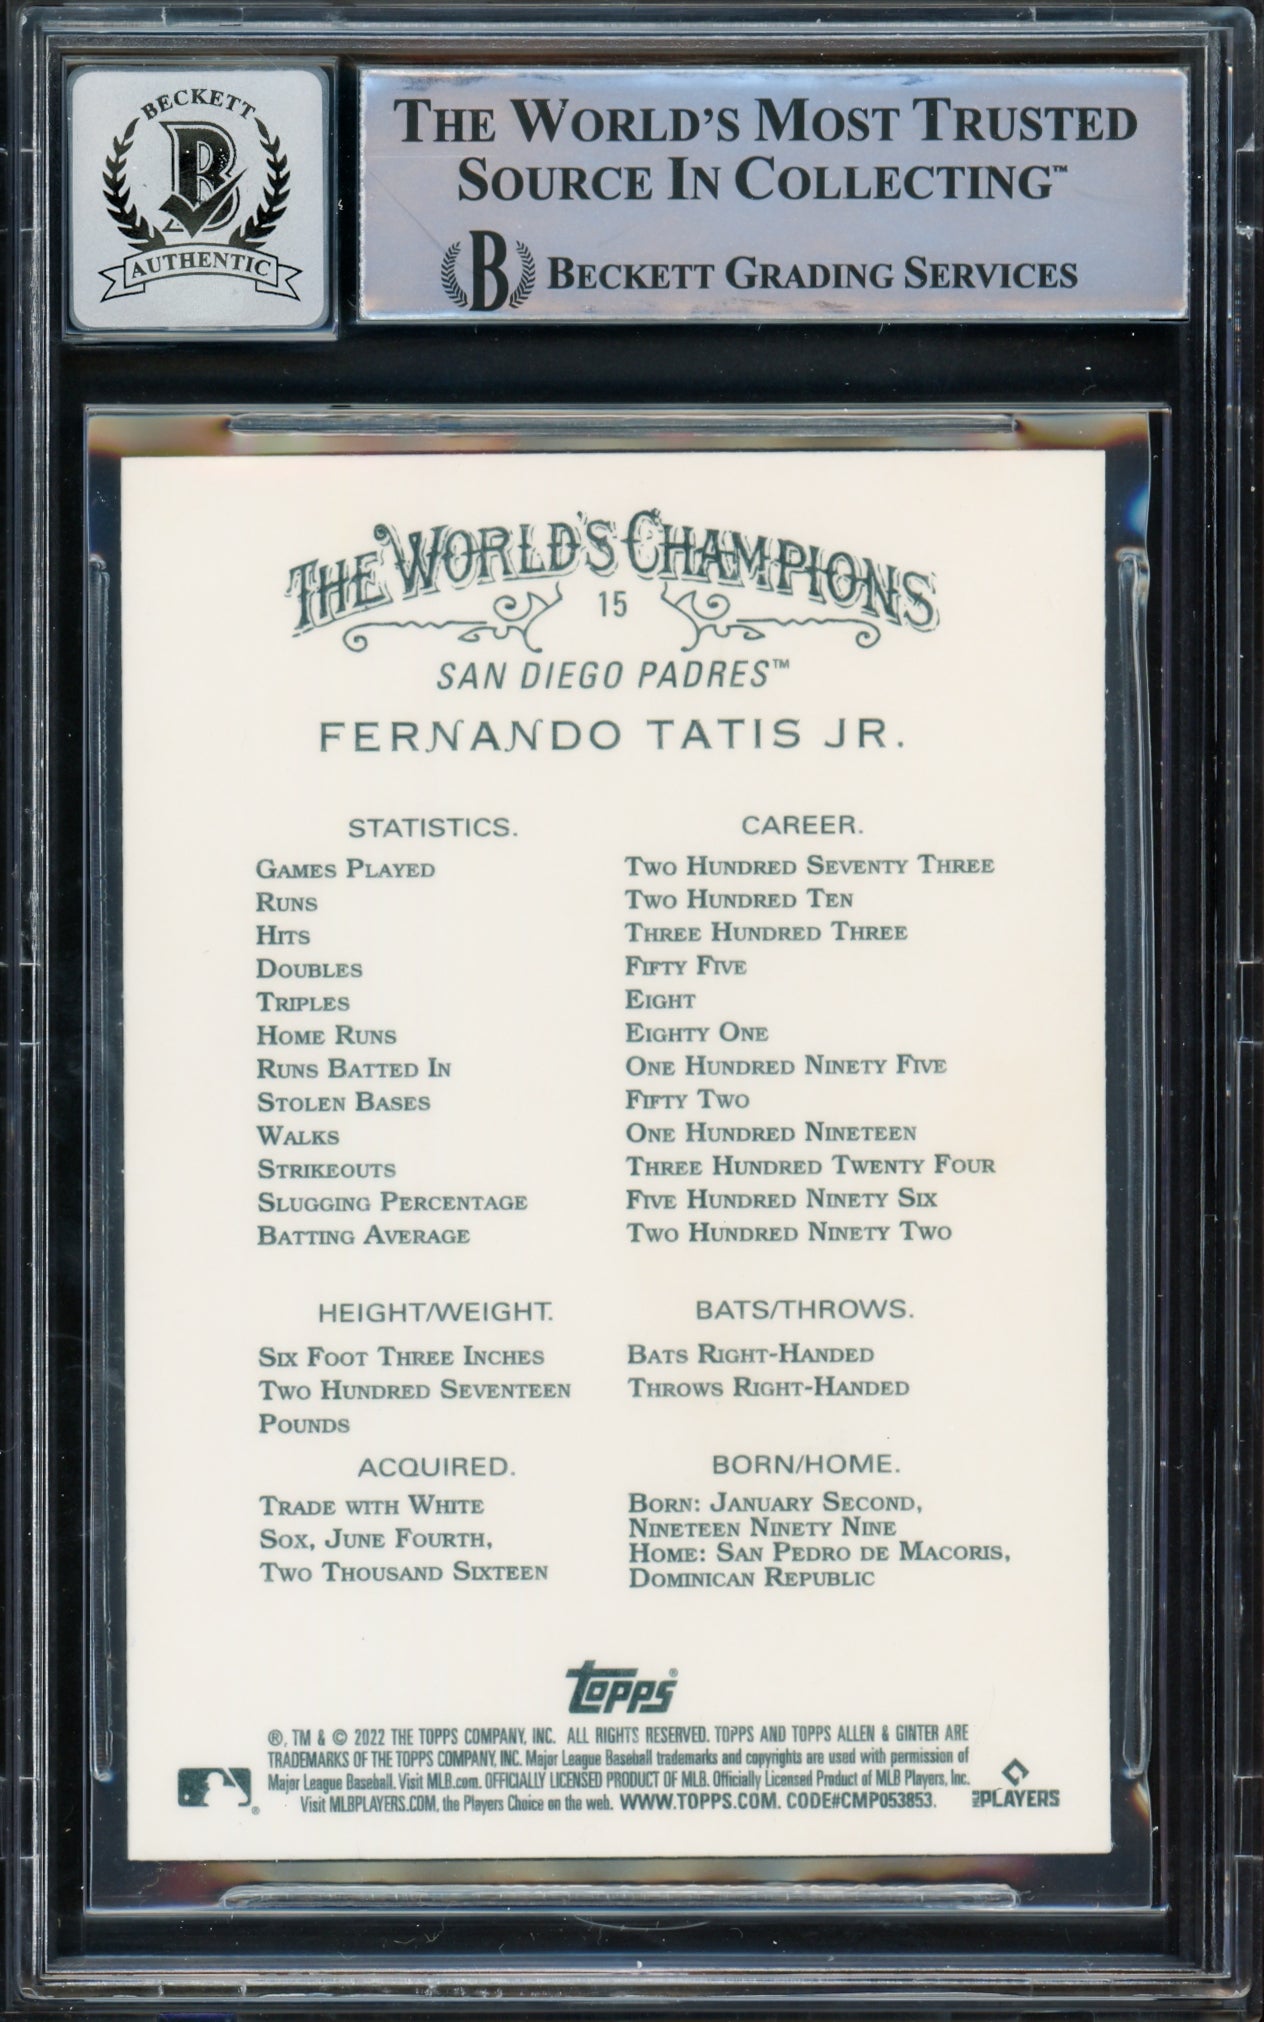 BECKETT
B
AUTHENTIC
THE WORLD'S MOST TRUSTED
SOURCE IN COLLECTING™
B BECKETT GRADING SERVICES
THE WORLD'S CHAMPIONS
15
SAN DIEGO PADRES™
FERNANDO TATIS JR.
STATISTICS. CAREER.
GAMES PLAYED TWO HUNDRED SEVENTY THREE
RUNS TWO HUNDRED TEN
HITS THREE HUNDRED THREE
DOUBLES FIFTY FIVE
TRIPLES EIGHT
HOME RUNS EIGHTY ONE
RUNS BATTED IN ONE HUNDRED NINETY FIVE
STOLEN BASES FIFTY TWO
WALKS ONE HUNDRED NINETEEN
STRIKEOUTS THREE HUNDRED TWENTY FOUR
SLUGGING PERCENTAGE FIVE HUNDRED NINETY SIX
BATTING AVERAGE TWO HUNDRED NINETY TWO
HEIGHT/WEIGHT.
SIX FOOT THREE INCHES
TWO HUNDRED SEVENTEEN
POUNDS
BATS/THROWS.
BATS RIGHT-HANDED
THROWS RIGHT-HANDED
ACQUIRED.
TRADE WITH WHITE
SOX, JUNE FOURTH,
TWO THOUSAND SIXTEEN
BORN/HOME.
BORN: JANUARY SECOND,
NINETEEN NINETY NINE
HOME: SAN PEDRO DE MACORIS,
DOMINICAN REPUBLIC
TOPPS®
®, TM & © 2022 THE TOPPS COMPANY, INC. ALL RIGHTS RESERVED. TOPPS AND TOPPS ALLEN & GINTER ARE
TRADEMARKS OF THE TOPPS COMPANY, INC. Major League Baseball trademarks and copyrights are used with permission of
Major League Baseball. Visit MLB.com. OFFICIALLY LICENSED PRODUCT OF MLB. Officially Licensed Product of MLB Players, Inc.
Visit MLBPLAYERS.COM, the Players Choice on the web. WWW.TOPPS.COM. CODE#CMP053853.
MLB PLAYERS